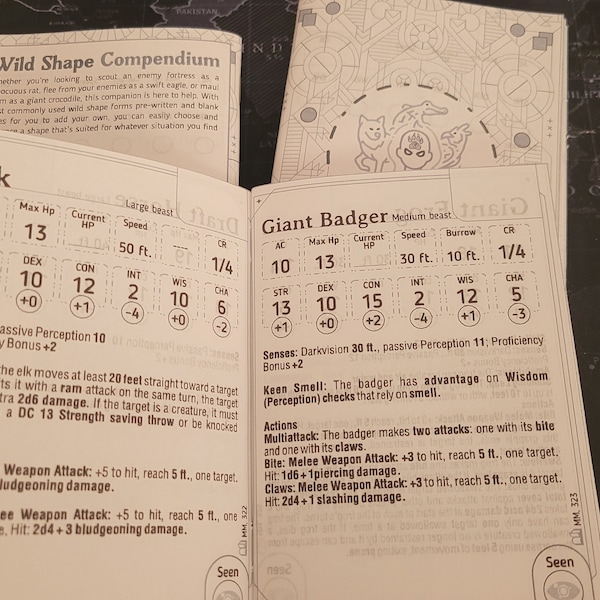 PAKISTAN
Wild Shape Compendium
whether you're looking to scout an enemy fortress as a
ocuous rat, flee from your enemies as a swift eagle, or maul
m as a giant crocodile, this companion is here to help. With
st commonly used wild shape forms pre-written and blank
es for you to add your own, you can easily choose and
a shape that's suited for whatever situation you find
k
Large beast
Max Hp
Current HP
Speed
CR
13
50 ft.
1/4
DEX CON INT WIS CHA
10 12 2 10 6
+0 +1 -4 +0 -2
assive Perception 10
y Bonus +2
the elk moves at least 20 feet straight toward a target
its it with a ram attack on the same turn, the target
tra 2d6 damage. If the target is a creature, it must
a DC 13 Strength saving throw or be knocked
Weapon Attack: +5 to hit, reach 5 ft., one target.
ludgeoning damage.
ee Weapon Attack: +5 to hit, reach 5 ft., one
e. Hit: 2d4 + 3 bludgeoning damage.
MM. 322
Seen
Giant Badger Medium beast
AC Max Hp Current HP Speed Burrow CR
10 13 30 ft. 10 ft. 1/4
STR DEX CON INT WIS CHA
13 10 15 2 12 5
+1 +0 +2 -4 +1 -3
Senses: Darkvision 30 ft., passive Perception 11; Proficiency
Bonus +2
Keen Smell: The badger has advantage on Wisdom
(Perception) checks that rely on smell.
Actions
Multiattack: The badger makes two attacks: one with its bite
and one with its claws.
Bite: Melee Weapon Attack: +3 to hit, reach 5 ft., one target.
Hit: 1d6+1piercing damage.
Claws: Melee Weapon Attack: +3 to hit, reach 5 ft., one target.
Hit: 2d4+1 slashing damage.
MM. 323
Seen